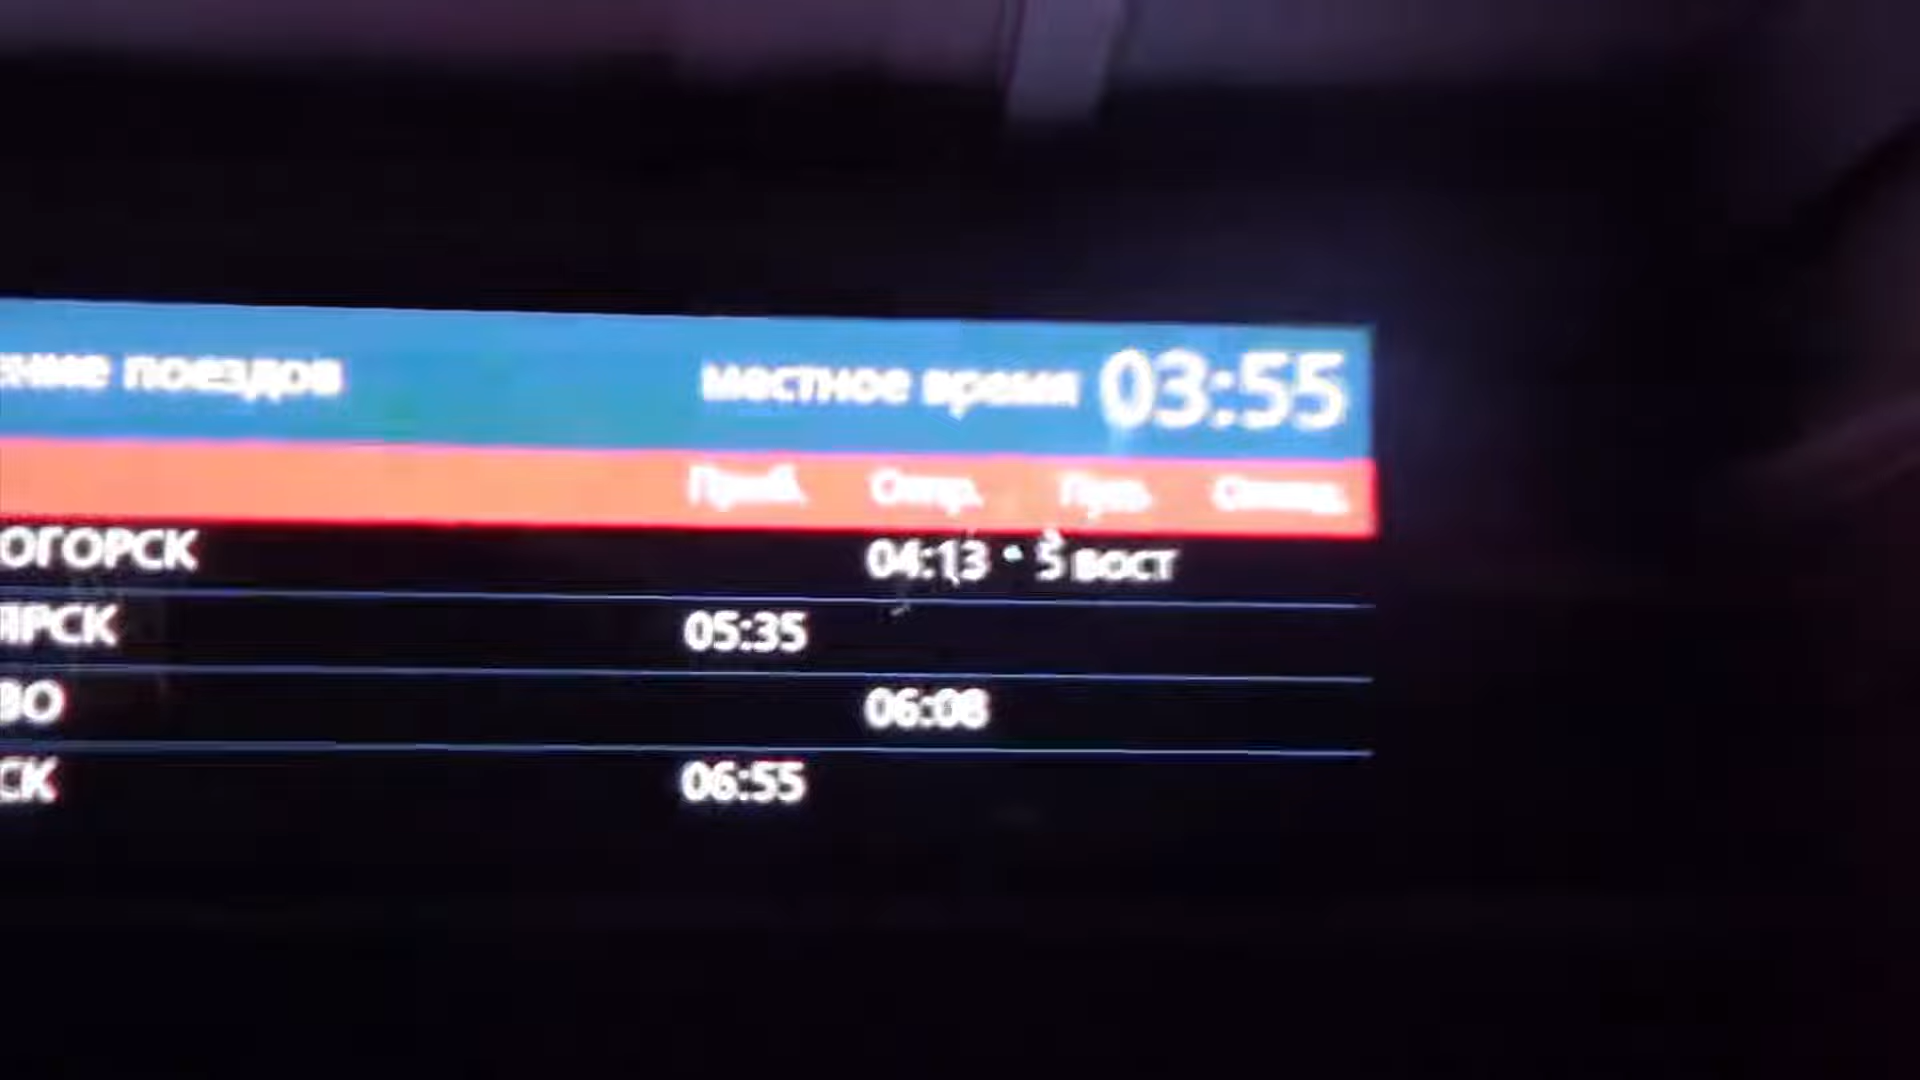 ние поездов местное время 03:55
Приб. Отпр. Путь
ОГОРСК 04:13 5 вост
ЯРСК 05:35
ВО 06:08
СК 06:55